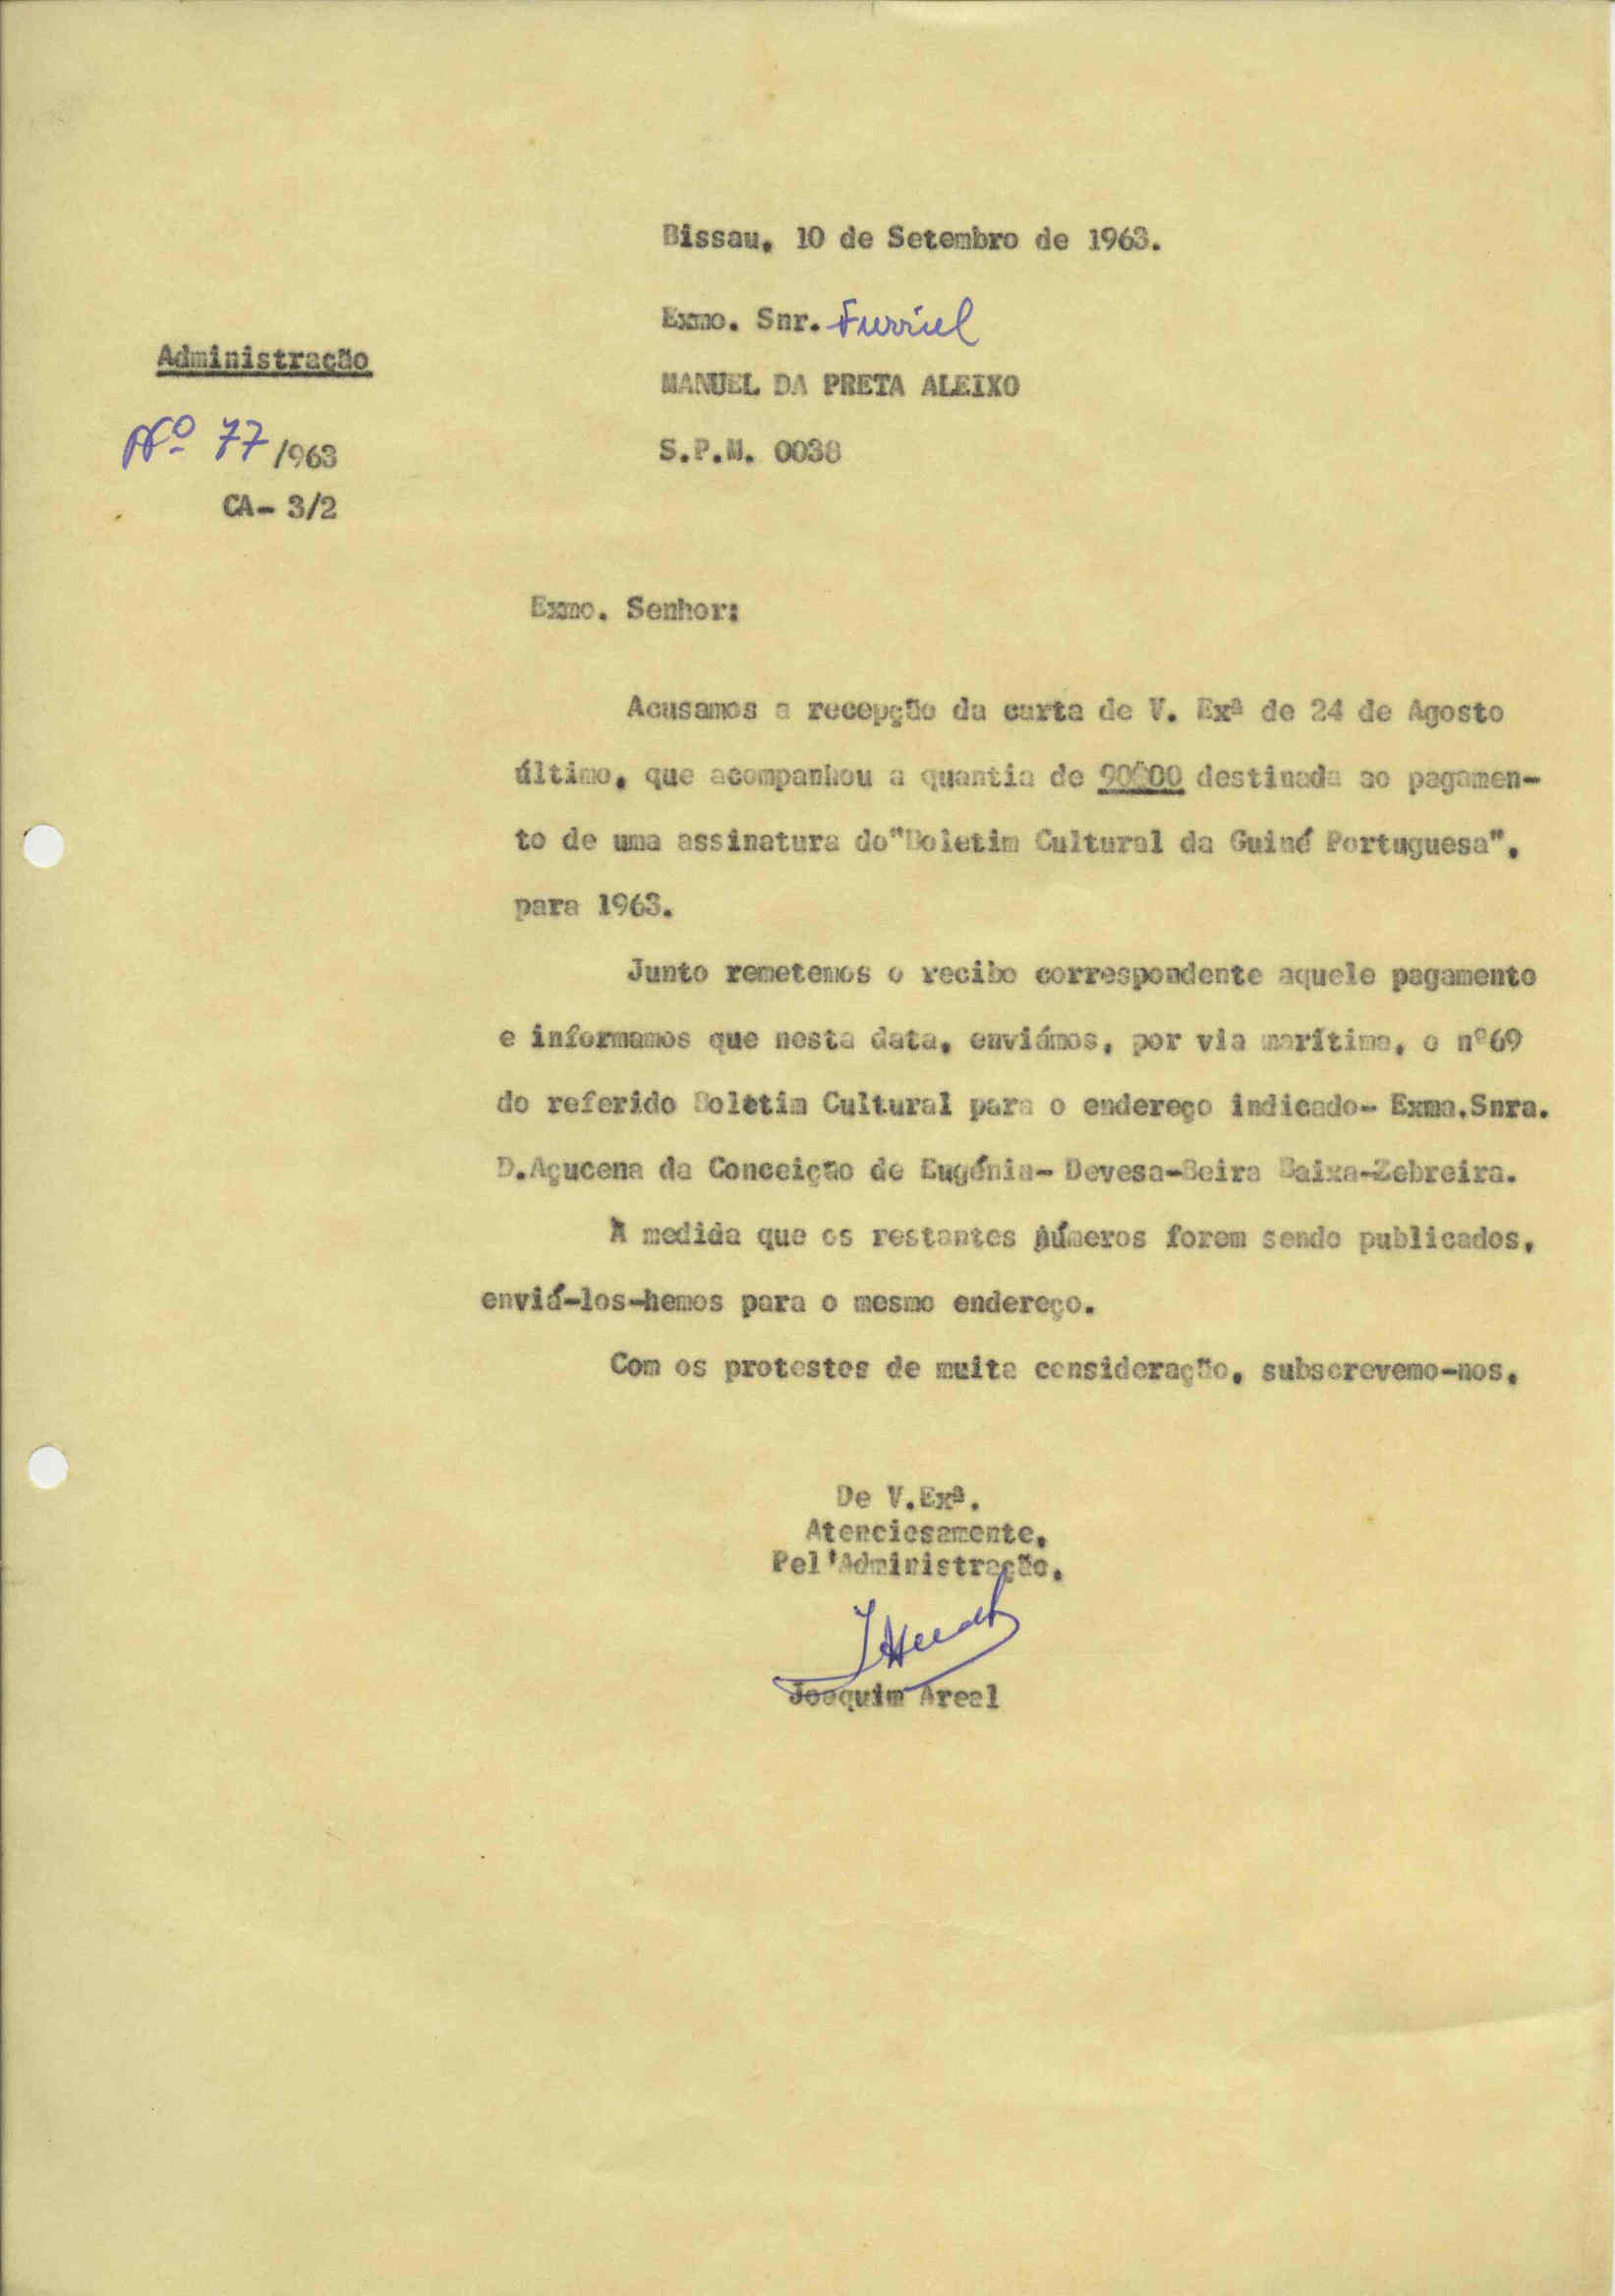 Bissau, 10 de Setembro de 1963.
Exmo. Snr. Furriel
Administração
MANUEL DA PRETA ALEIXO
Nº 77/963
S.P.M. 0038
CA- 3/2
Exmo. Senhor:
Acusamos a recepção da carta de V. Exª de 24 de Agosto
último, que acompanhou a quantia de 90$00 destinada ao pagamen-
to de uma assinatura do"Boletim Cultural da Guiné Portuguesa",
para 1963.
Junto remetemos o recibo correspondente aquele pagamento
e informamos que nesta data, enviámos, por via marítima, o nº69
do referido Boletim Cultural para o endereço indicado- Exma.Snra.
D.Açucena da Conceição de Eugénia- Devesa-Beira Baixa-Zebreira.
À medida que os restantes números forem sendo publicados,
enviá-los-hemos para o mesmo endereço.
Com os protestos de muita consideração, subscrevemo-nos,
De V.Exª.
Atenciosamente,
Pel'Administração,
Joaquim Areal